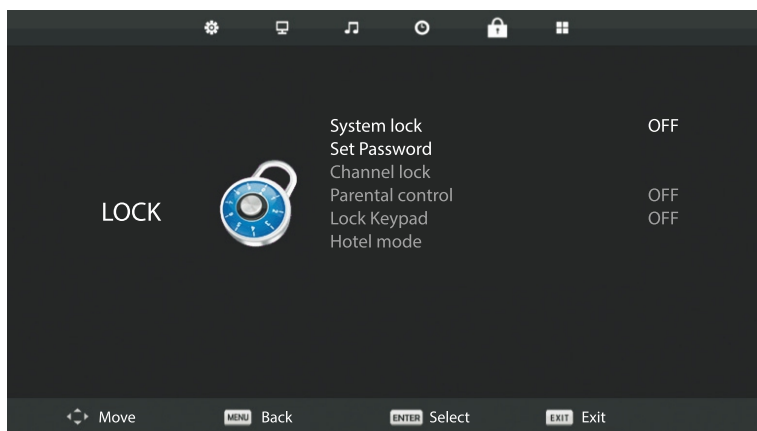 System lock OFF
Set Password
Channel lock
Parental control OFF
Lock Keypad OFF
Hotel mode
LOCK
Move MENU Back ENTER Select EXIT Exit